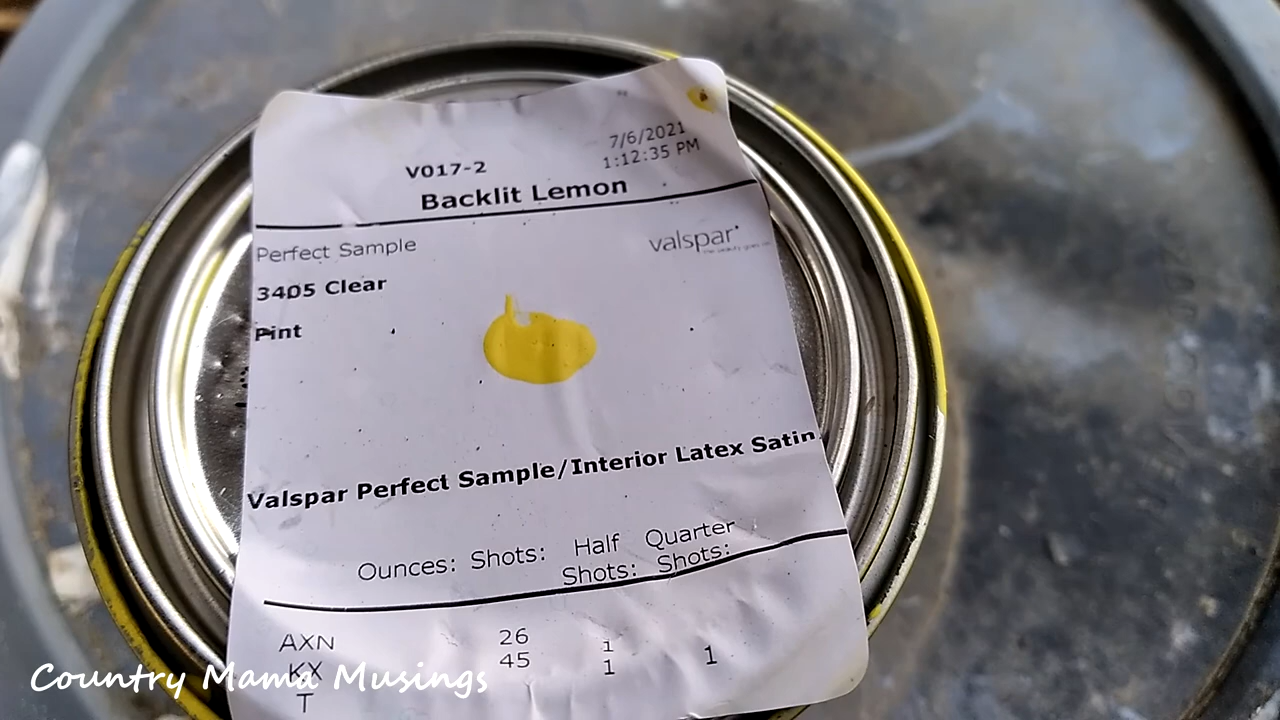 7/6/2021
V017-2 1:12:35 PM
Backlit Lemon
Perfect Sample valspar
3405 Clear
Pint
Valspar Perfect Sample/Interior Latex Satin
Half Quarter
Ounces: Shots: Shots: Shots:
AXN 26 1
KX 45 1 1
T
Country Mama Musings